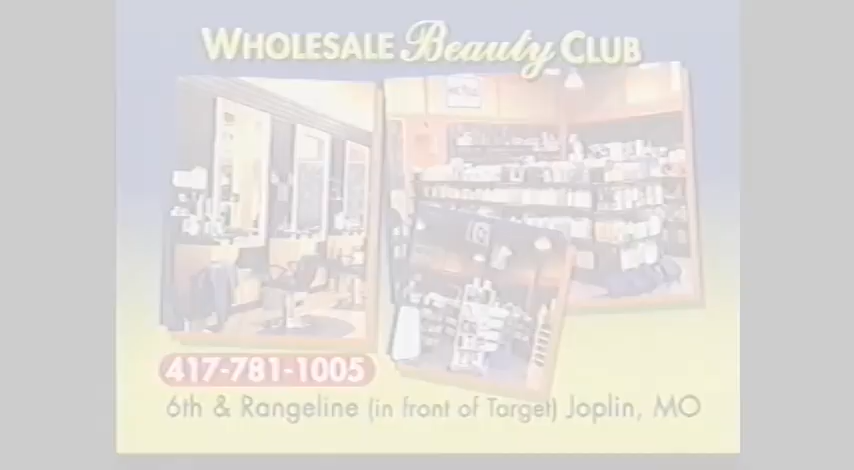 WHOLESALE Beauty CLUB
417-781-1005
6th & Rangeline (in front of Target) Joplin, MO